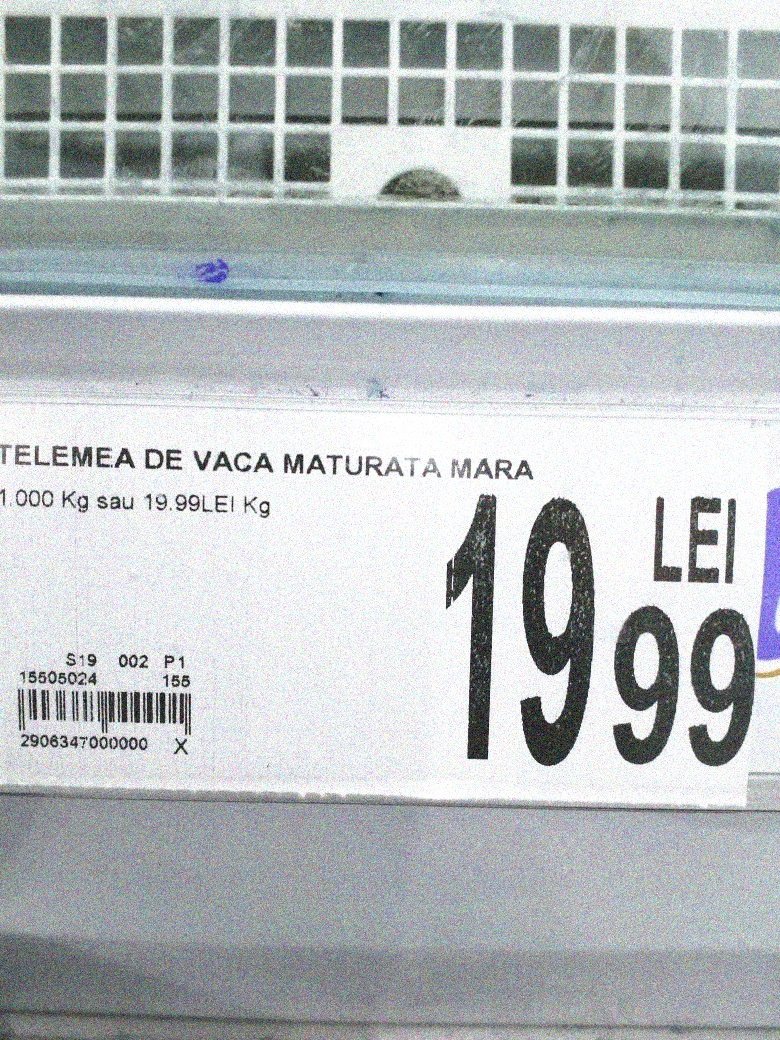 TELEMEA DE VACA MATURATA MARA
1.000 Kg sau 19.99LEI Kg
19 99 LEI
S19 002 P1
15505024 155
2906347000000 X